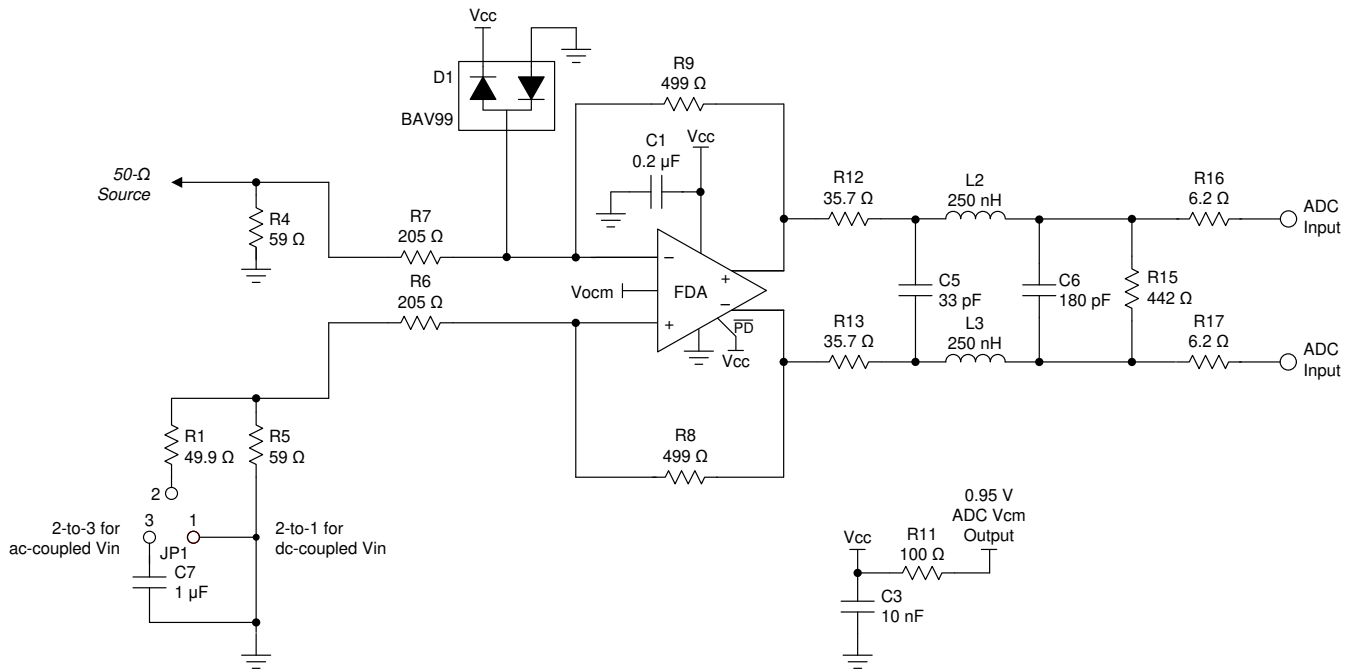 Vcc
D1
BAV99
R9
499 Ω
C1
0.2 µF
Vcc
50-Ω
Source
R4
59 Ω
R7
205 Ω
R6
205 Ω
Vocm
−
+
FDA
+
−
PD
Vcc
R12
35.7 Ω
L2
250 nH
R16
6.2 Ω
ADC
Input
C5
33 pF
C6
180 pF
R15
442 Ω
R13
35.7 Ω
L3
250 nH
R17
6.2 Ω
ADC
Input
R1
49.9 Ω
R5
59 Ω
R8
499 Ω
2
3
1
2-to-3 for
ac-coupled Vin
JP1
2-to-1 for
dc-coupled Vin
C7
1 µF
Vcc
R11
100 Ω
0.95 V
ADC Vcm
Output
C3
10 nF